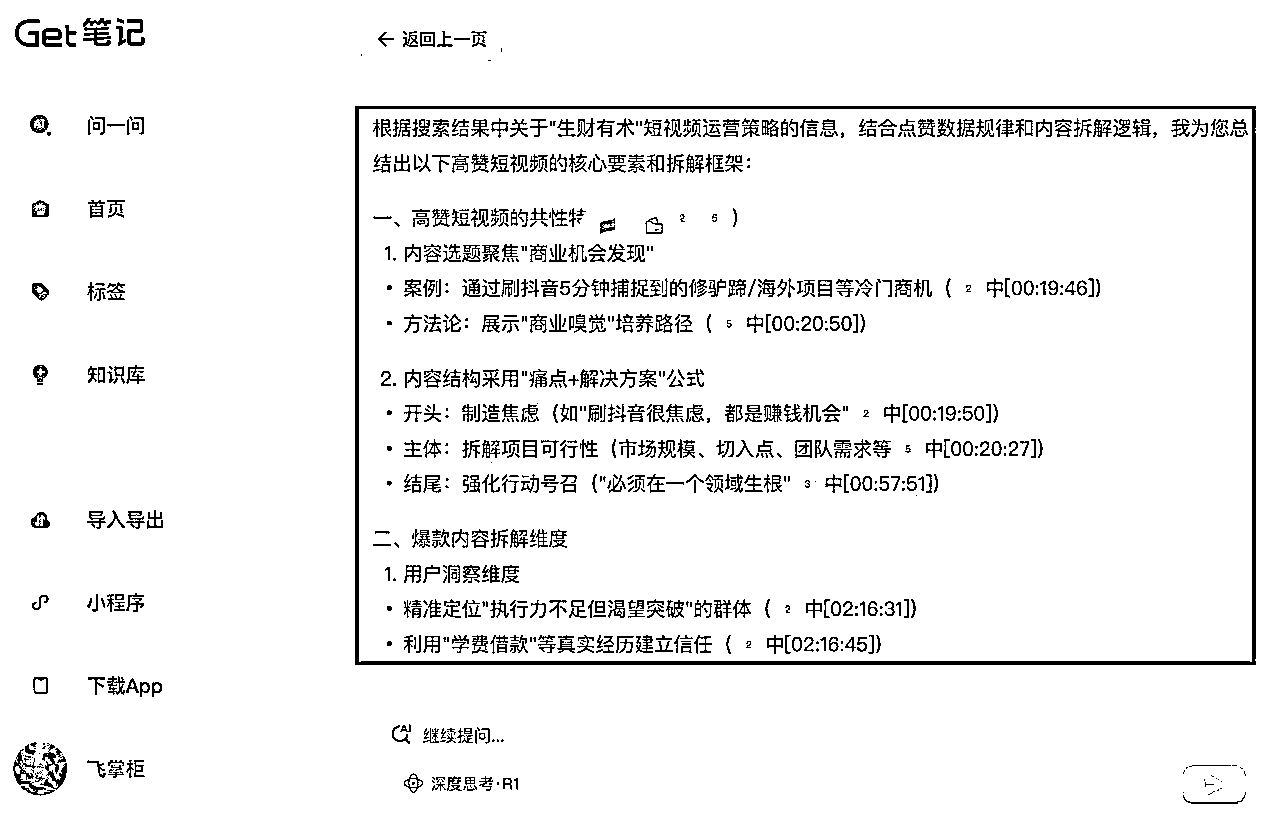 Get笔记
← 返回上一页
问一问
首页
标签
知识库
导入导出
小程序
下载App
飞掌柜
根据搜索结果中关于"生财有术"短视频运营策略的信息，结合点赞数据规律和内容拆解逻辑，我为您总
结出以下高赞短视频的核心要素和拆解框架：
一、高赞短视频的共性特 2 5 )
1. 内容选题聚焦"商业机会发现"
• 案例：通过刷抖音5分钟捕捉到的修驴蹄/海外项目等冷门商机（ 2 中[00:19:46]）
• 方法论：展示"商业嗅觉"培养路径（ 5 中[00:20:50]）
2. 内容结构采用"痛点+解决方案"公式
• 开头：制造焦虑（如"刷抖音很焦虑，都是赚钱机会" 2 中[00:19:50]）
• 主体：拆解项目可行性（市场规模、切入点、团队需求等 5 中[00:20:27]）
• 结尾：强化行动号召（"必须在一个领域生根" 3 中[00:57:51]）
二、爆款内容拆解维度
1. 用户洞察维度
• 精准定位"执行力不足但渴望突破"的群体（ 2 中[02:16:31]）
• 利用"学费借款"等真实经历建立信任（ 2 中[02:16:45]）
继续提问...
深度思考·R1